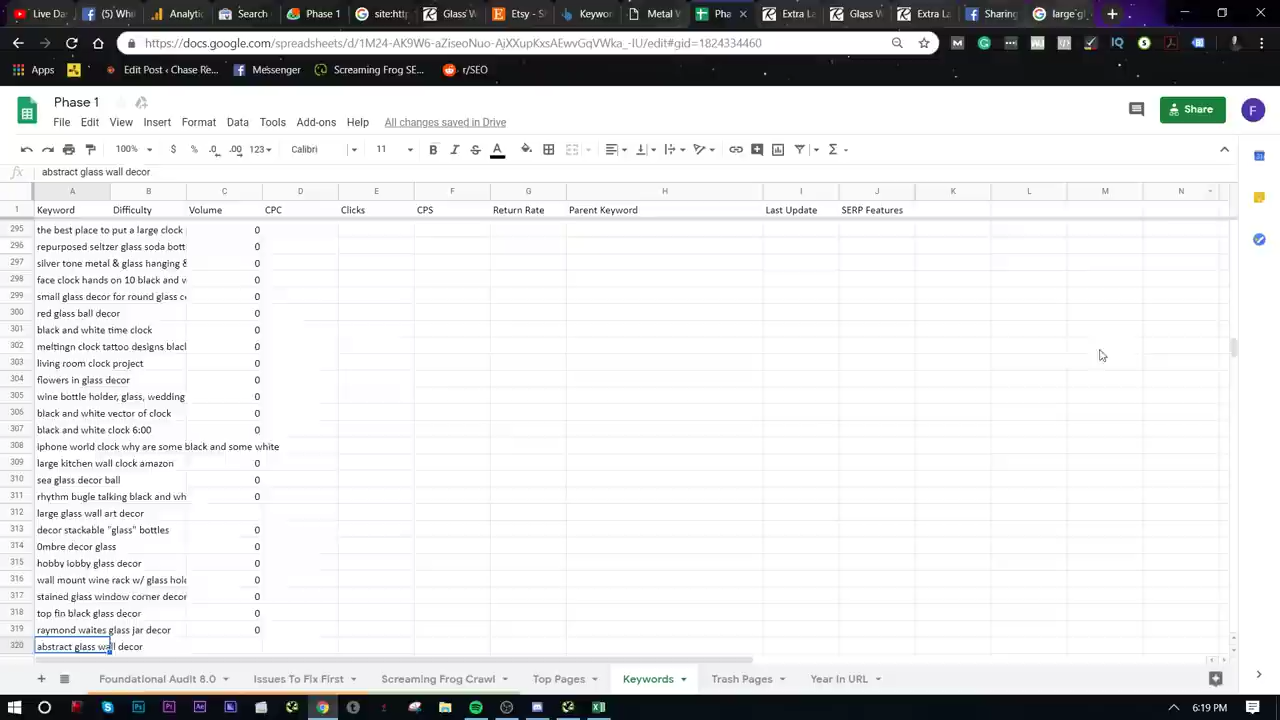 Live Da
(5) Whe
Analytic
Search
Phase 1
site:htt
Glass W
Etsy - S
Keywor
Metal W
Pha
Extra La
Glass W
Extra La
Sharing
large gl
https://docs.google.com/spreadsheets/d/1M24-AK9W6-aZiseoNuo-AjXXupKxsAEwvGqVWka_-IU/edit#gid=1824334460
Apps
Edit Post ‹ Chase Re...
Messenger
Screaming Frog SE...
r/SEO
Phase 1
File Edit View Insert Format Data Tools Add-ons Help All changes saved in Drive
Share
F
100% $ % .0 .00 123 Calibri 11 B I S A
fx abstract glass wall decor
A B C D E F G H I J K L M N
1 Keyword Difficulty Volume CPC Clicks CPS Return Rate Parent Keyword Last Update SERP Features
295 the best place to put a large clock 0
296 repurposed seltzer glass soda bott 0
297 silver tone metal & glass hanging & 0
298 face clock hands on 10 black and w 0
299 small glass decor for round glass c 0
300 red glass ball decor 0
301 black and white time clock 0
302 meltingn clock tattoo designs black 0
303 living room clock project 0
304 flowers in glass decor 0
305 wine bottle holder, glass, wedding 0
306 black and white vector of clock 0
307 black and white clock 6:00 0
308 iphone world clock why are some black and some white
309 large kitchen wall clock amazon 0
310 sea glass decor ball 0
311 rhythm bugle talking black and wh 0
312 large glass wall art decor
313 decor stackable "glass" bottles 0
314 0mbre decor glass 0
315 hobby lobby glass decor 0
316 wall mount wine rack w/ glass hold 0
317 stained glass window corner decor 0
318 top fin black glass decor 0
319 raymond waites glass jar decor 0
320 abstract glass wall decor
Foundational Audit 8.0 Issues To Fix First Screaming Frog Crawl Top Pages Keywords Trash Pages Year In URL
6:19 PM